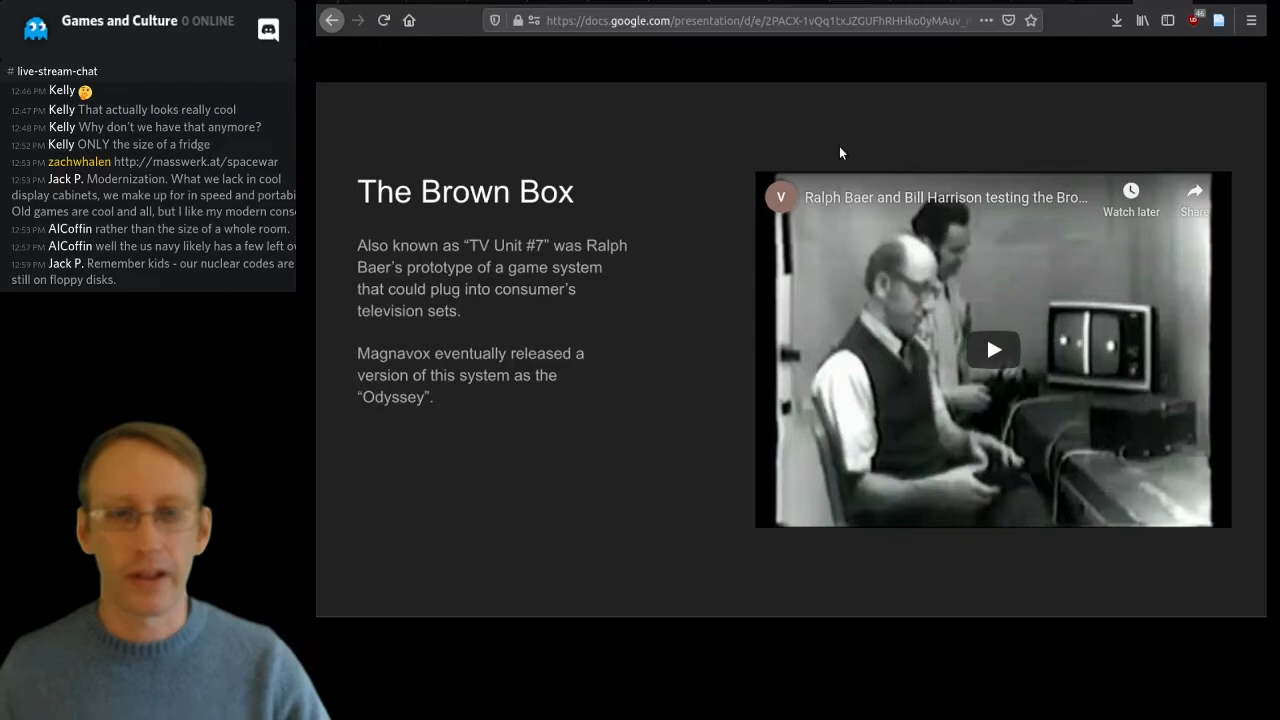 Games and Culture 0 ONLINE
# live-stream-chat
12:46 PM Kelly
12:47 PM Kelly That actually looks really cool
12:48 PM Kelly Why don't we have that anymore?
12:52 PM Kelly ONLY the size of a fridge
12:53 PM zachwhalen http://masswerk.at/spacewar
12:53 PM Jack P. Modernization. What we lack in cool
display cabinets, we make up for in speed and portabi
Old games are cool and all, but I like my modern cons
12:53 PM AlCoffin rather than the size of a whole room.
12:57 PM AlCoffin well the us navy likely has a few left ov
12:59 PM Jack P. Remember kids - our nuclear codes are
still on floppy disks.
https://docs.google.com/presentation/d/e/2PACX-1vQq1txJZGUFhRHHko0yMAuv_
46
The Brown Box
Also known as “TV Unit #7” was Ralph
Baer’s prototype of a game system
that could plug into consumer’s
television sets.
Magnavox eventually released a
version of this system as the
“Odyssey”.
V
Ralph Baer and Bill Harrison testing the Bro...
Watch later
Share